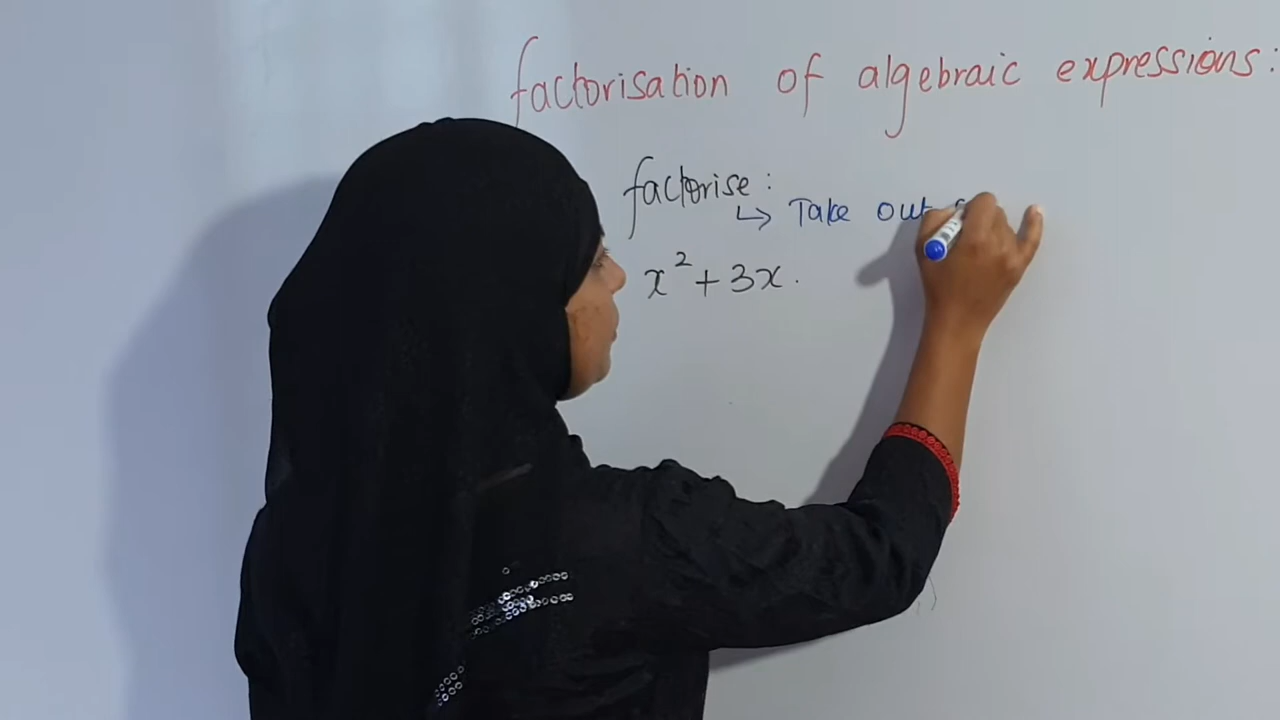 factorisation of algebraic expressions:
factorise:
↳ Take out
x² + 3x.